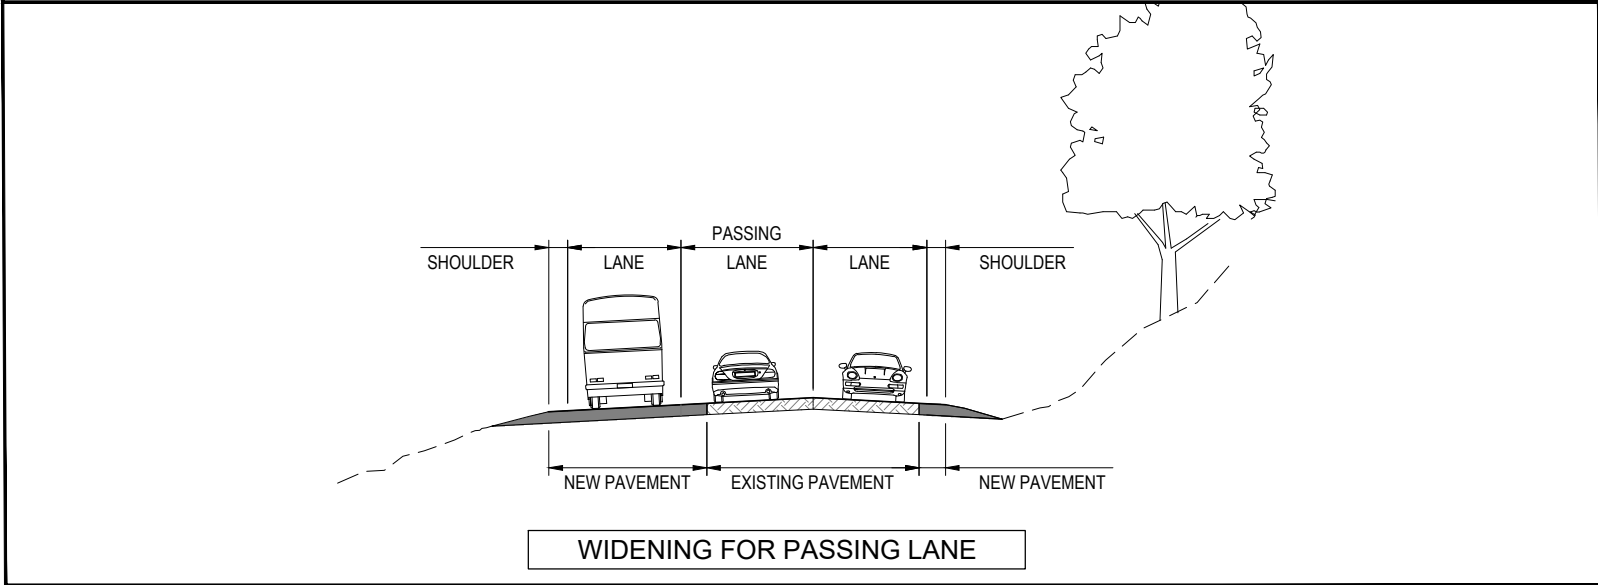 PASSING
SHOULDER LANE LANE LANE SHOULDER
NEW PAVEMENT EXISTING PAVEMENT NEW PAVEMENT
WIDENING FOR PASSING LANE